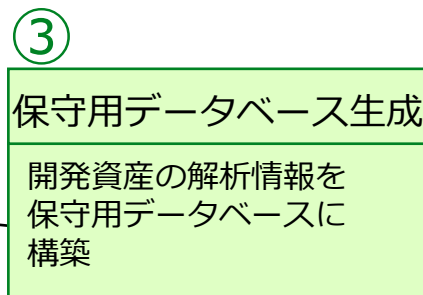 ③
保守用データベース生成
開発資産の解析情報を
保守用データベースに
構築